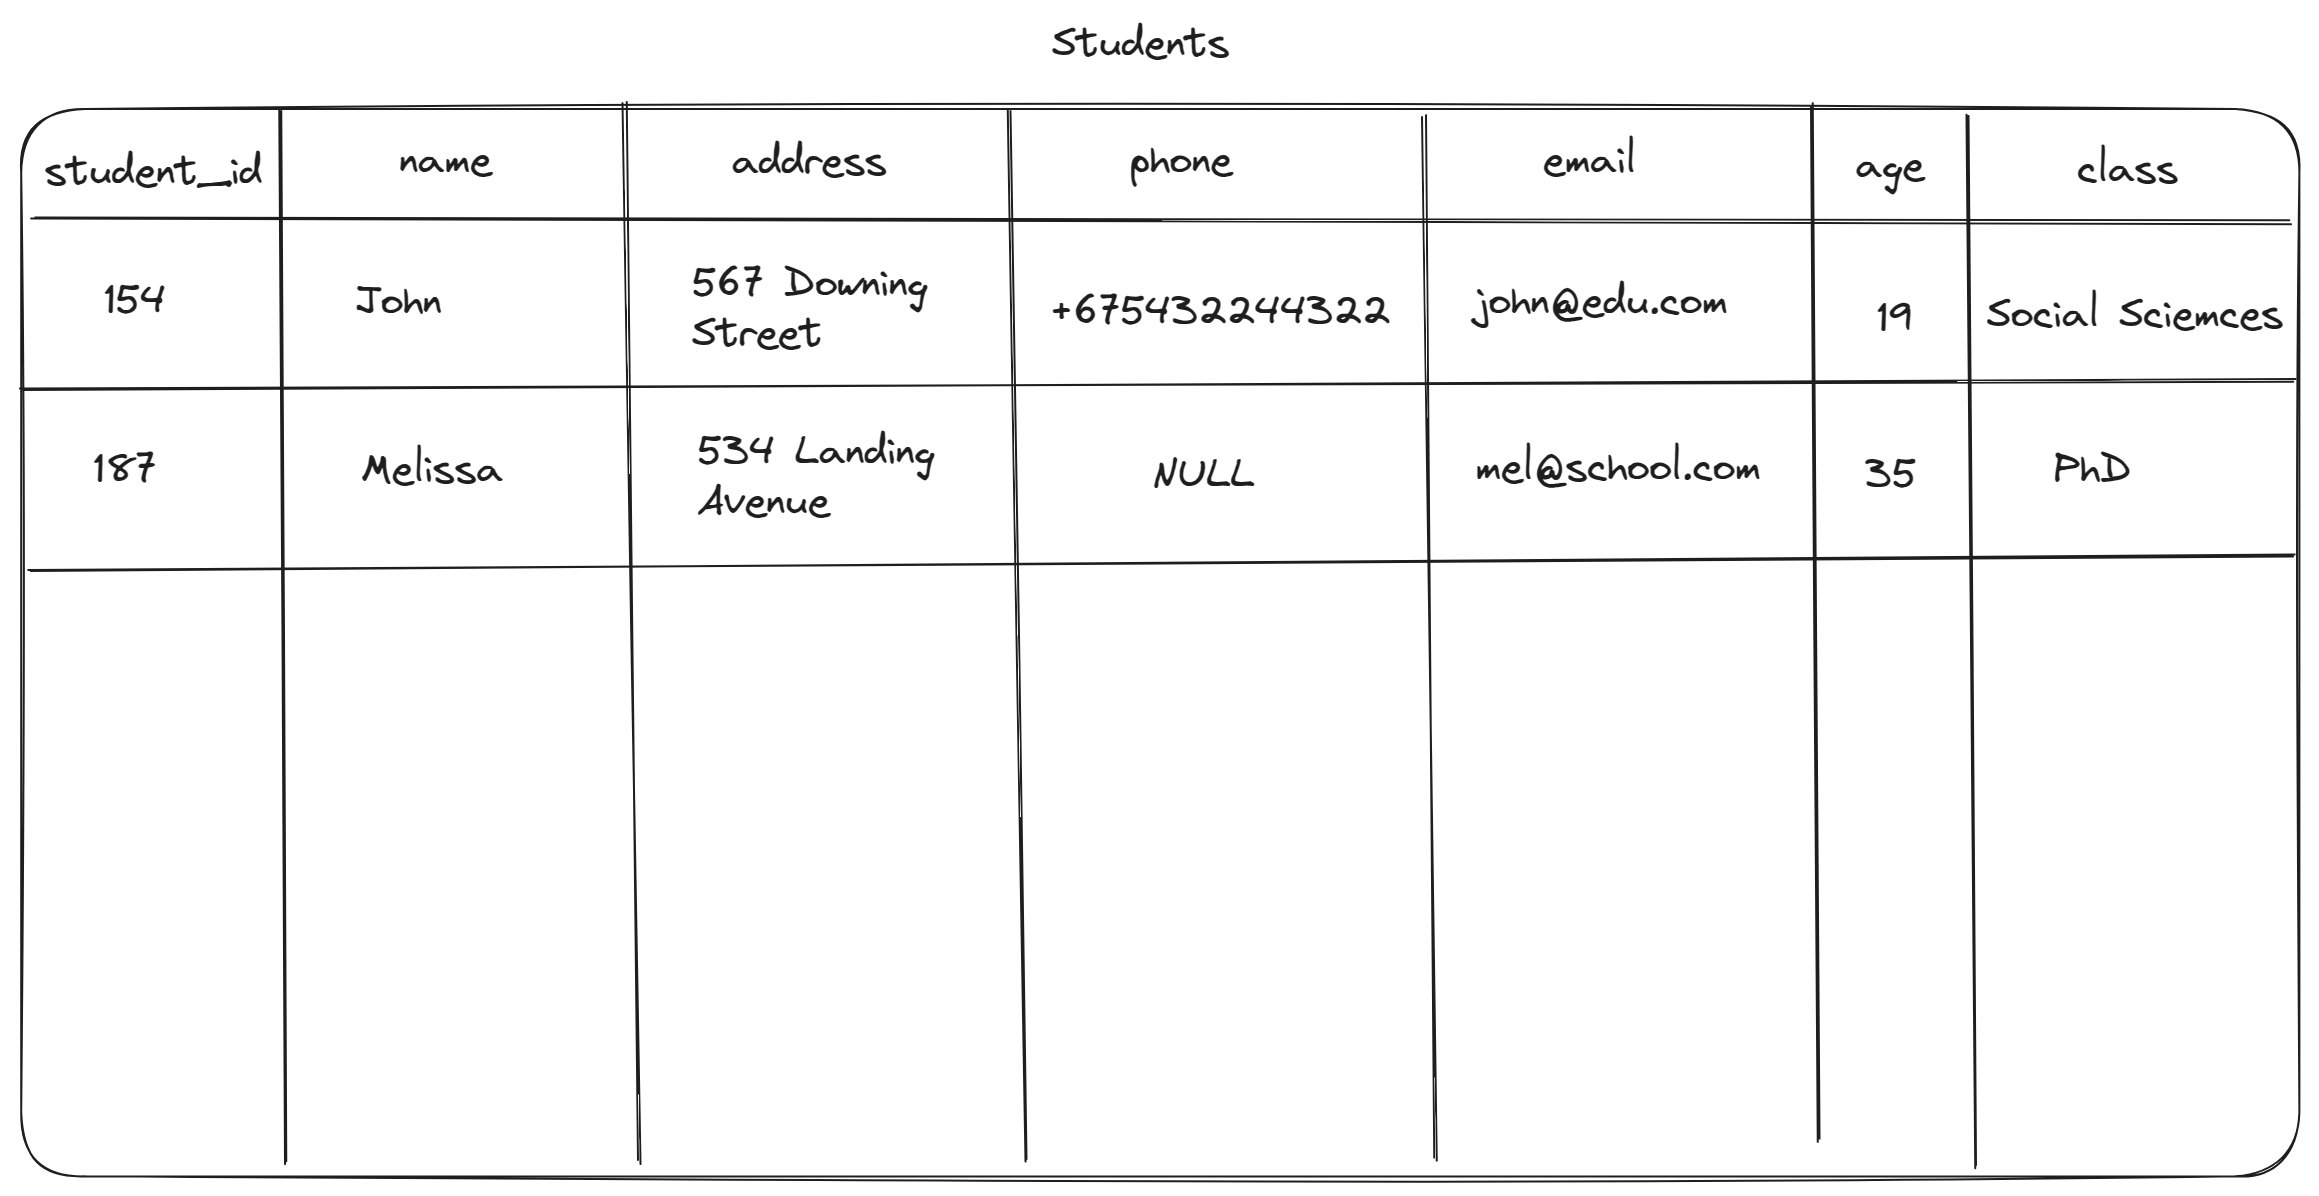 Students
student_id name address phone email age class
154 John 567 Downing Street +675432244322 john@edu.com 19 Social Sciemces
187 Melissa 534 Landing Avenue NULL mel@school.com 35 PhD